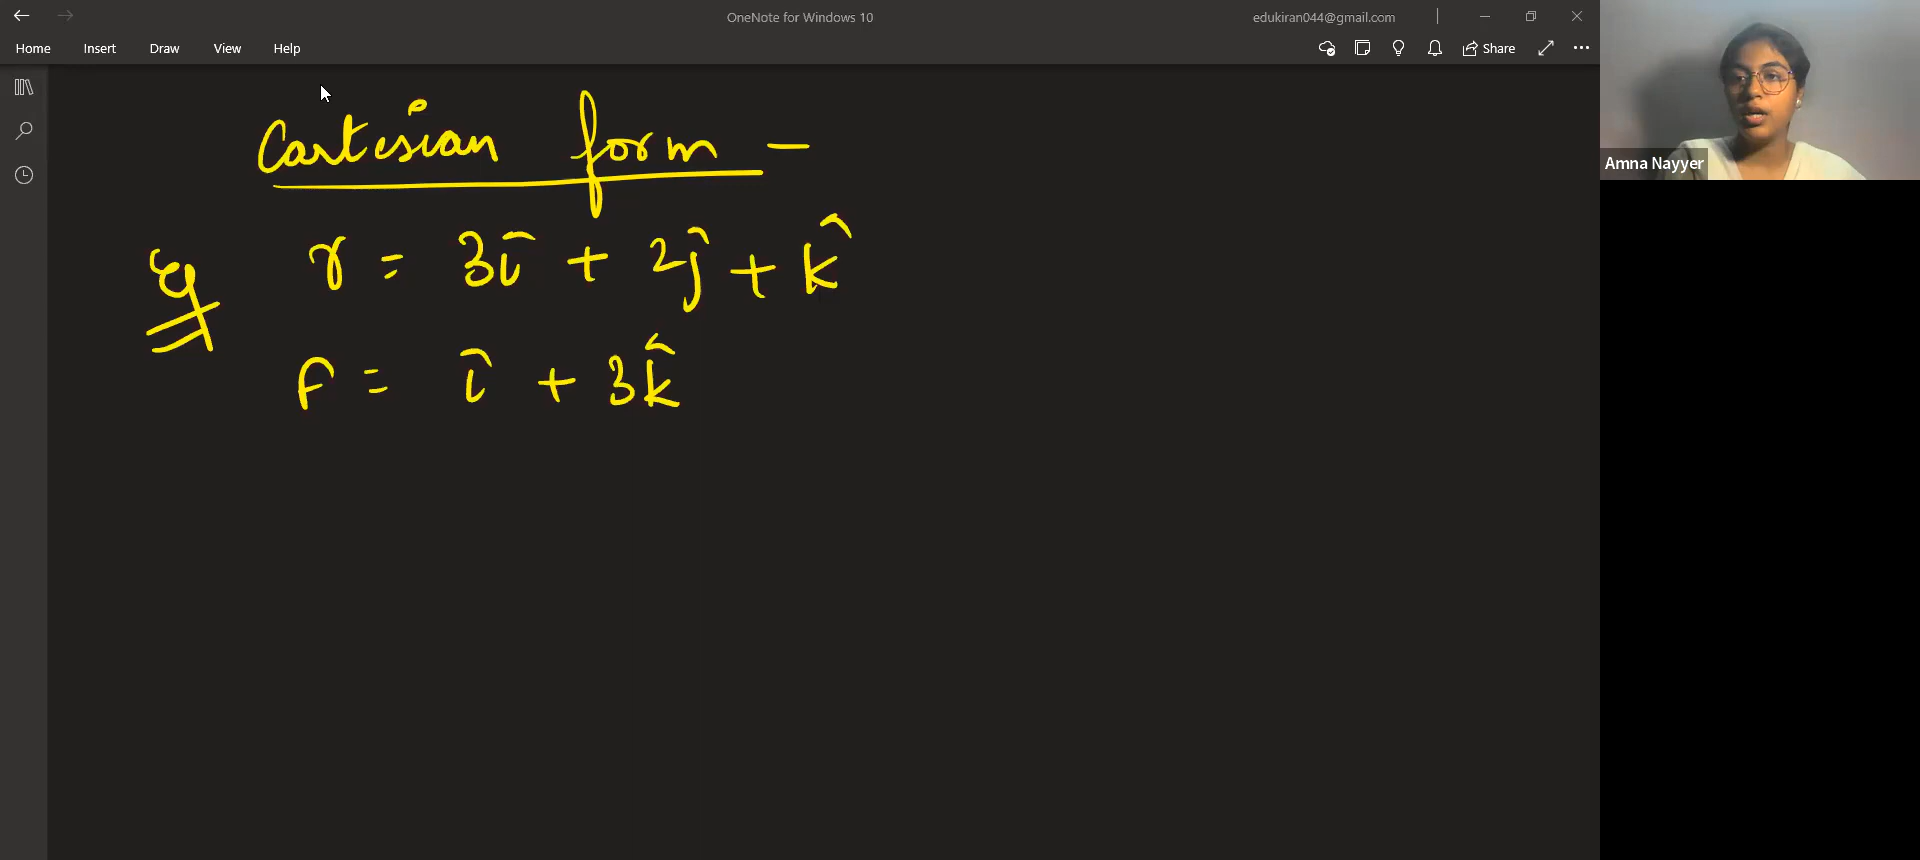 OneNote for Windows 10
edukiran044@gmail.com
Home Insert Draw View Help
Share
Amna Nayyer
Cartesian form -
eg r = 3î + 2ĵ + k̂
F = î + 3k̂